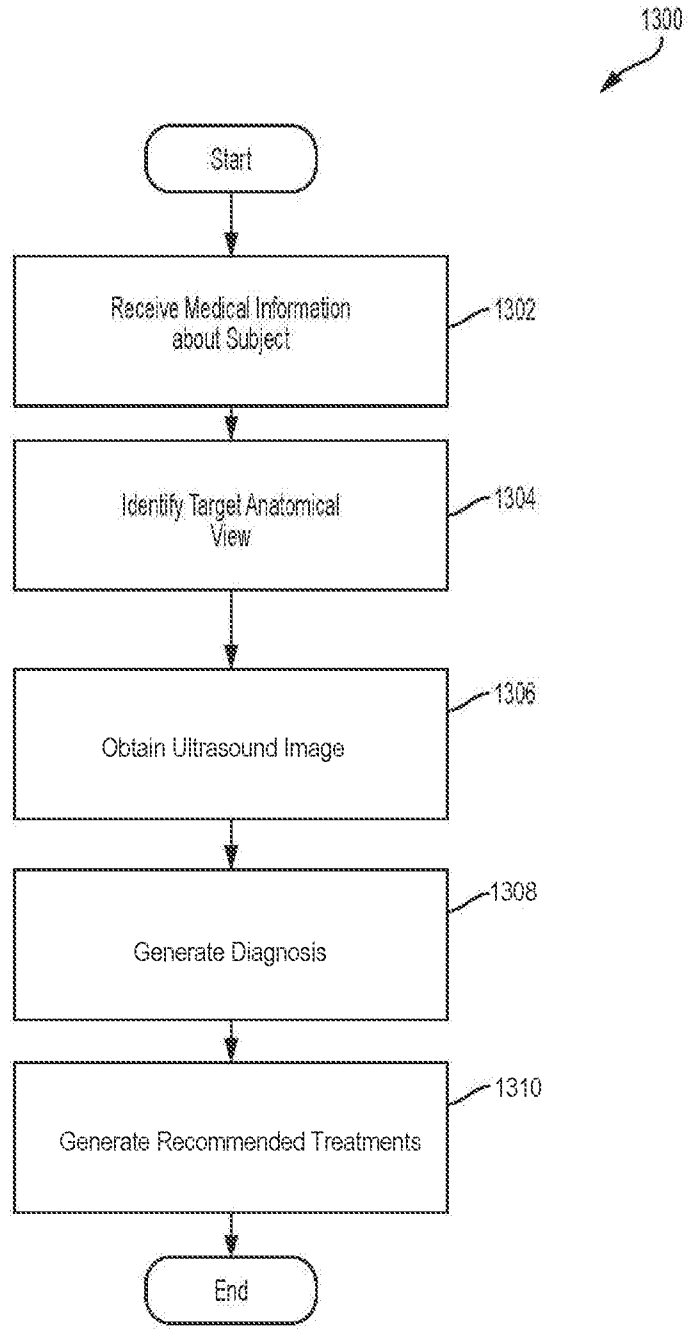 1300
Start
Receive Medical Information
about Subject
1302
Identify Target Anatomical
View
1304
Obtain Ultrasound Image
1306
Generate Diagnosis
1308
Generate Recommended Treatments
1310
End